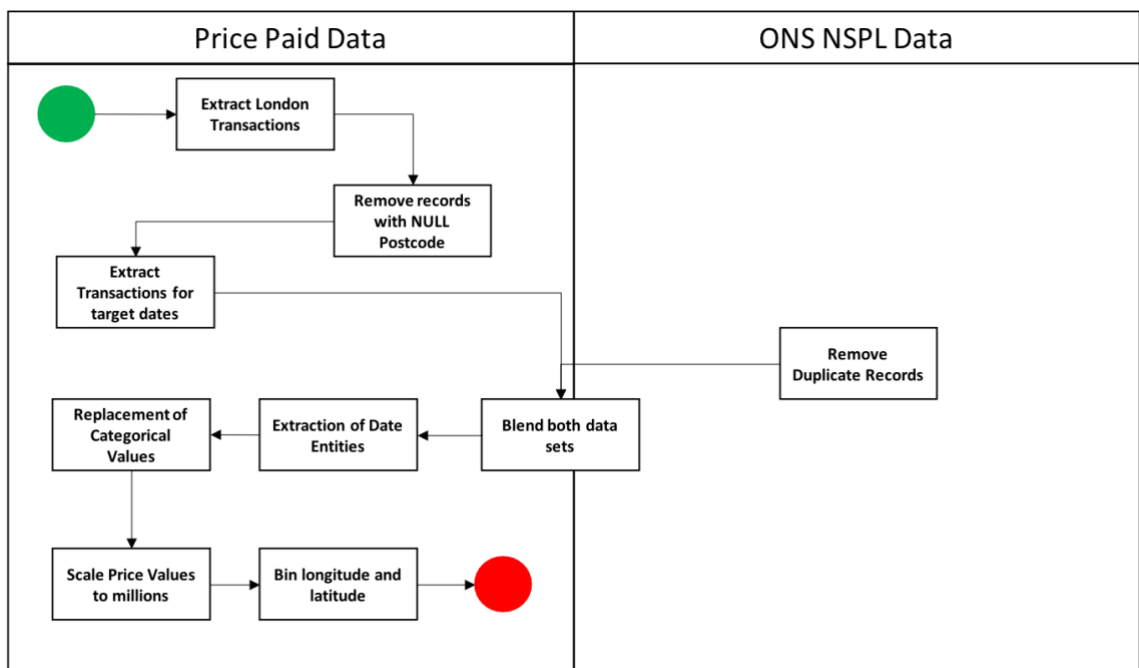 Price Paid Data
ONS NSPL Data
Extract London
Transactions
Remove records
with NULL
Postcode
Extract
Transactions for
target dates
Remove
Duplicate Records
Replacement of
Categorical
Values
Extraction of Date
Entities
Blend both data
sets
Scale Price Values
to millions
Bin longitude and
latitude